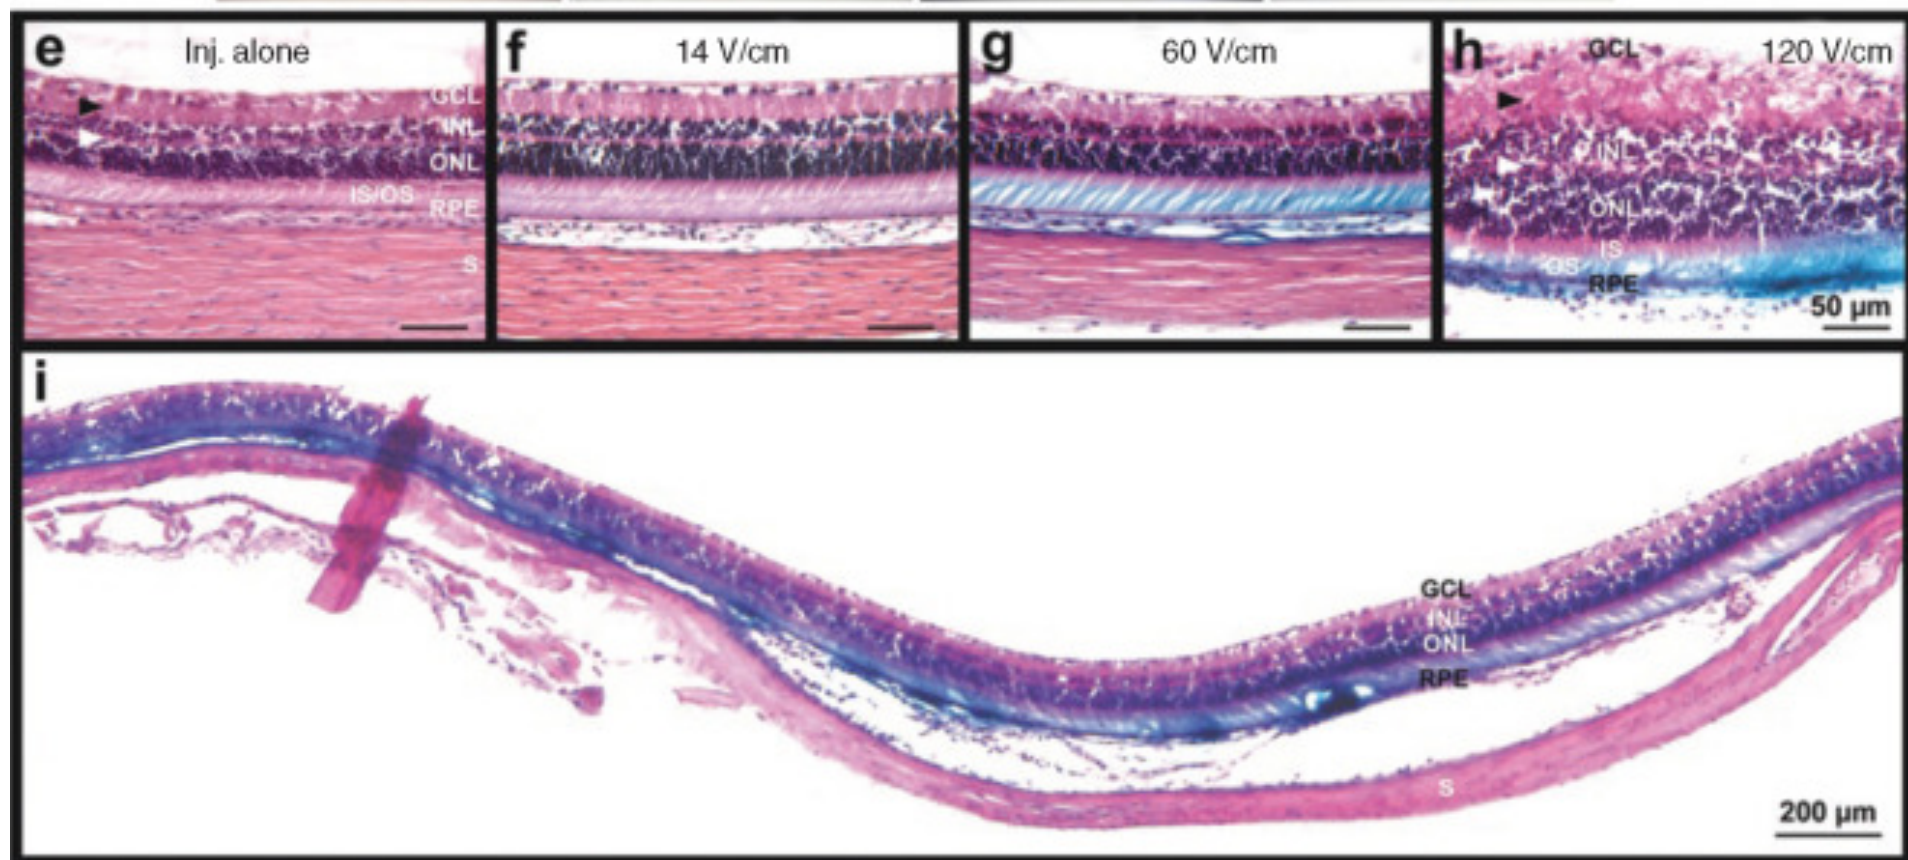 e Inj. alone
GCL
INL
ONL
IS/OS
RPE
S
f 14 V/cm
g 60 V/cm
h GCL 120 V/cm
INL
ONL
IS
OS
RPE
50 µm
i
GCL
INL
ONL
RPE
S
200 µm